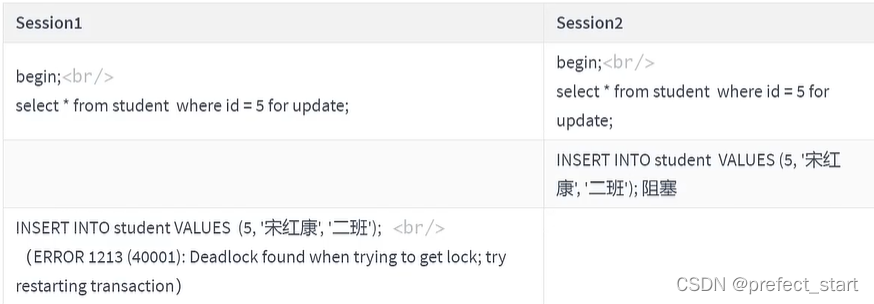 Session1
Session2
begin;<br/>
select * from student  where id = 5 for update;
begin;<br/>
select * from student  where id = 5 for
update;
INSERT INTO student  VALUES (5, '宋红
康', '二班'); 阻塞
INSERT INTO student VALUES  (5, '宋红康', '二班');  <br/>
（ERROR 1213 (40001): Deadlock found when trying to get lock; try
restarting transaction）
CSDN @prefect_start